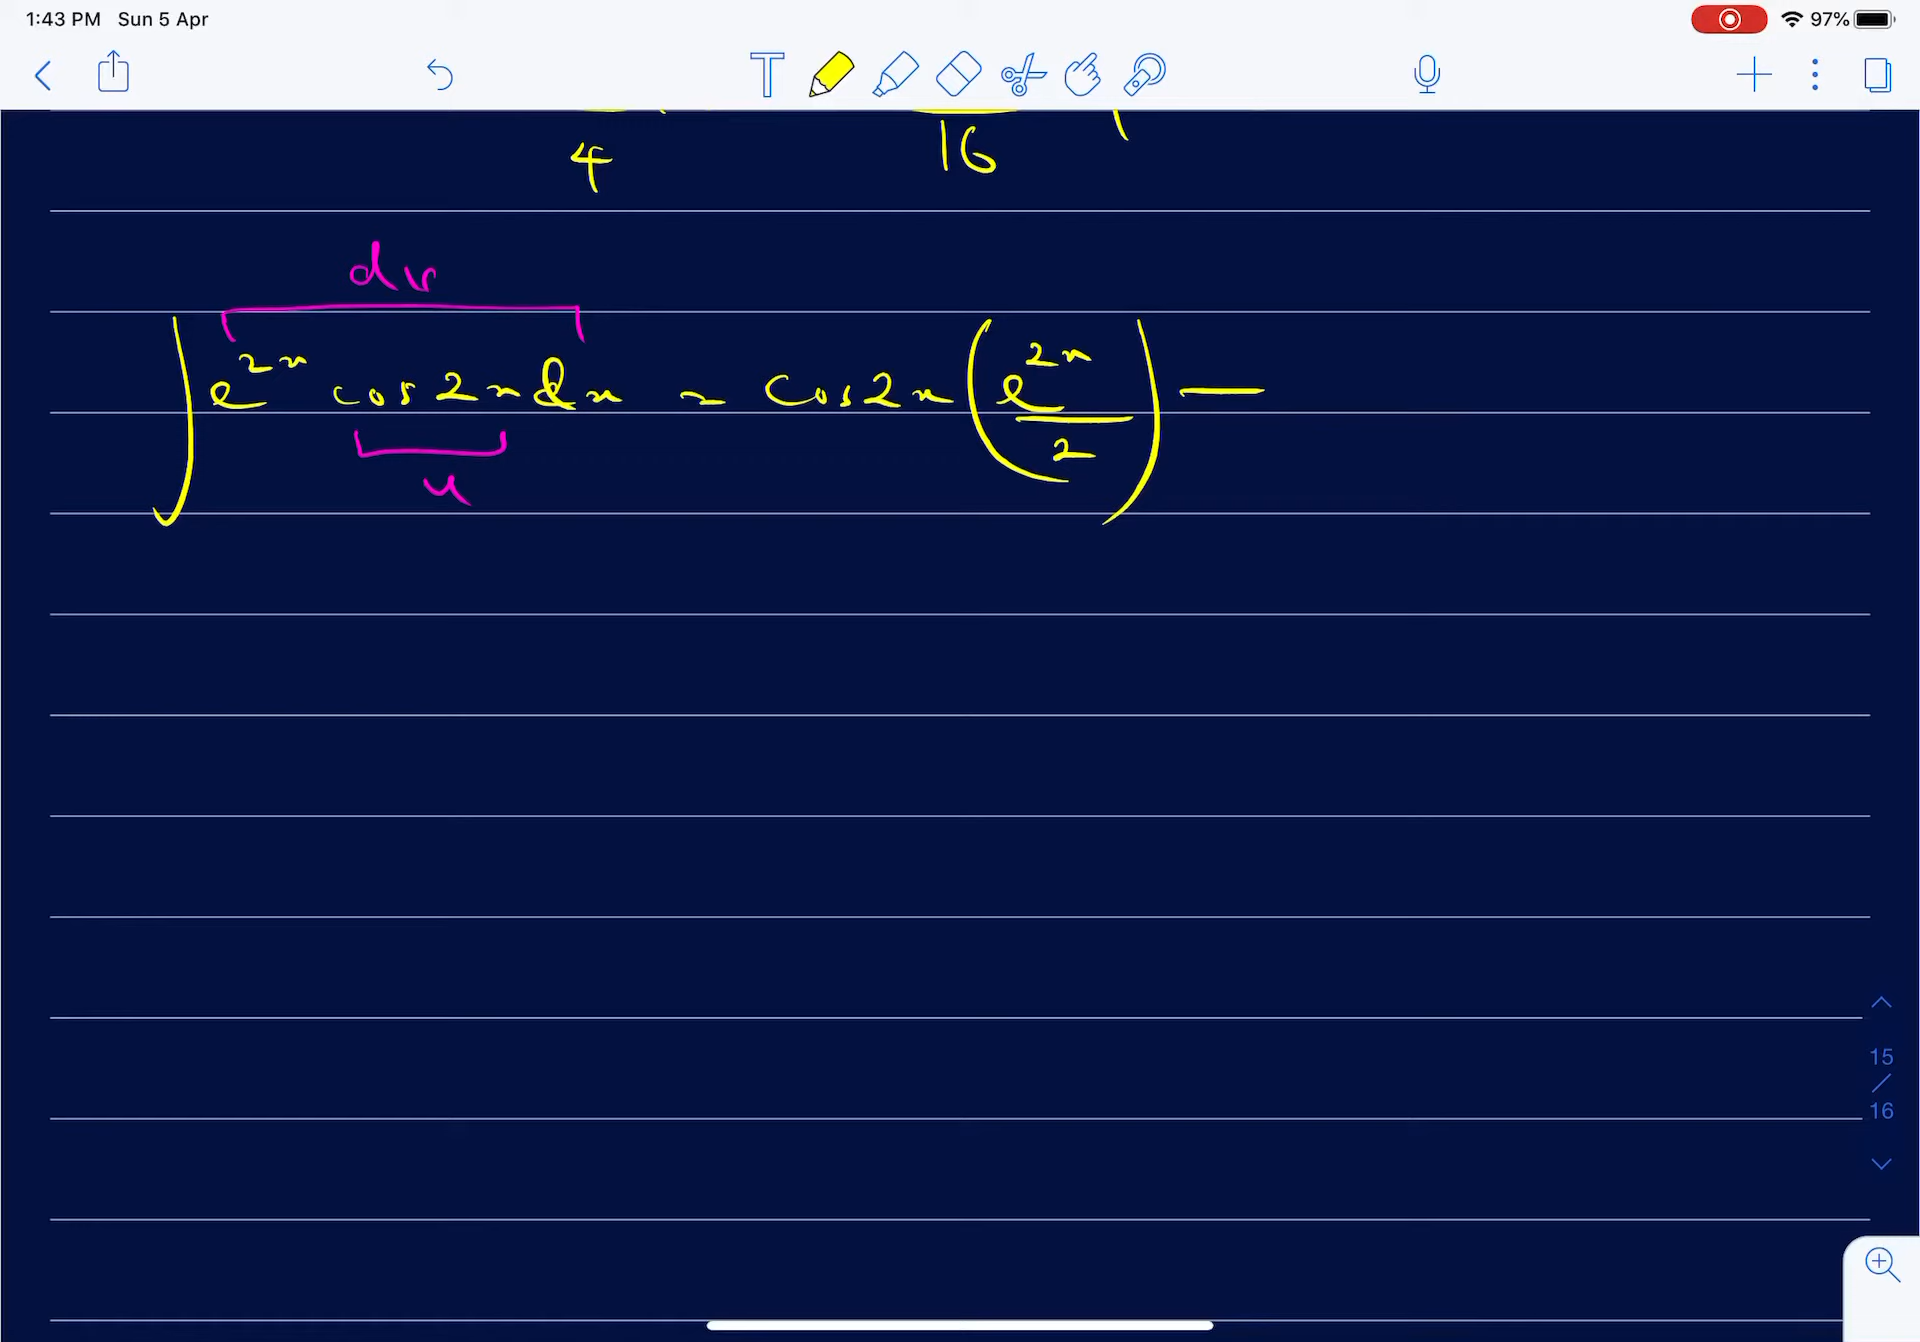 1:43 PM Sun 5 Apr 97%
4 16
dv
∫ e^{2x} cos2x dx = cos2x (e^{2x}/2) −
u
15
/
16